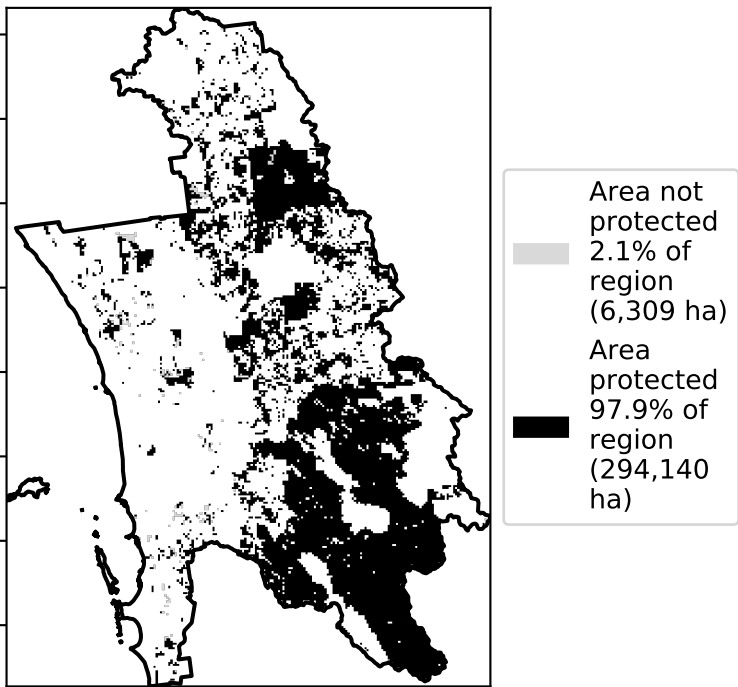 Area not
protected
2.1% of
region
(6,309 ha)
Area
protected
97.9% of
region
(294,140
ha)